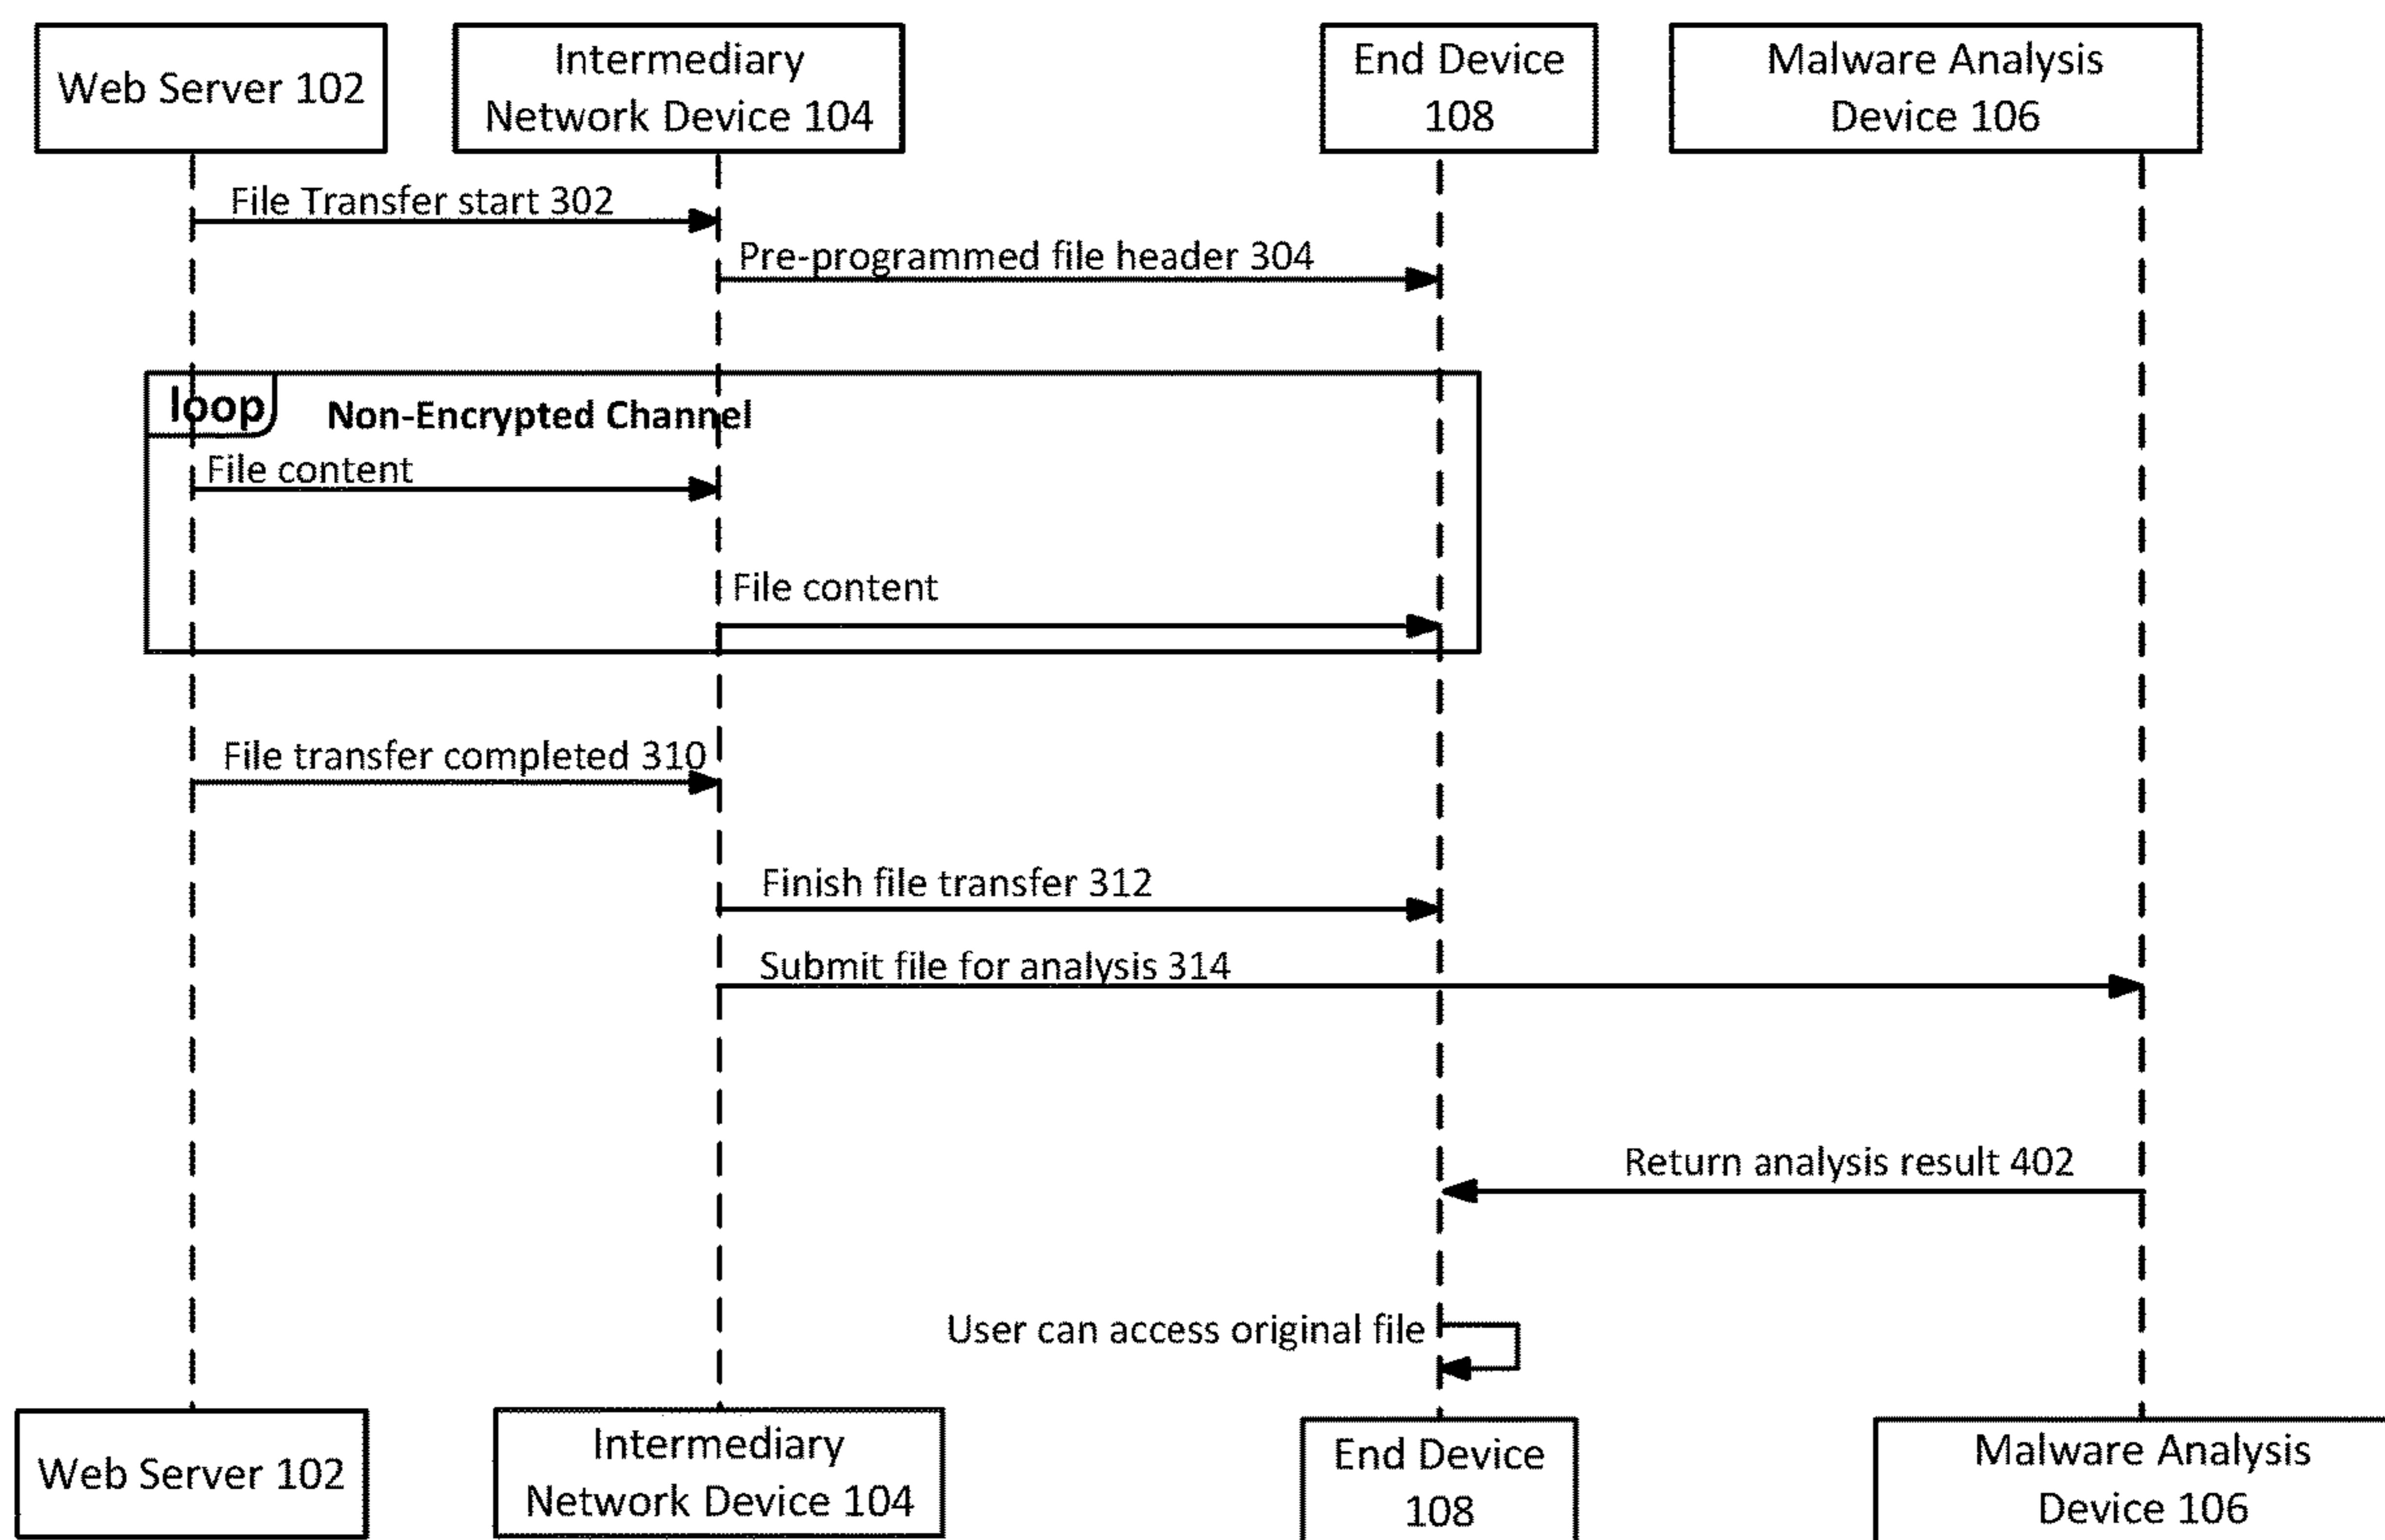 Web Server 102
Intermediary
Network Device 104
End Device
108
Malware Analysis
Device 106
File Transfer start 302
Pre-programmed file header 304
loop
Non-Encrypted Channel
File content
File content
File transfer completed 310
Finish file transfer 312
Submit file for analysis 314
Return analysis result 402
User can access original file
Web Server 102
Intermediary
Network Device 104
End Device
108
Malware Analysis
Device 106